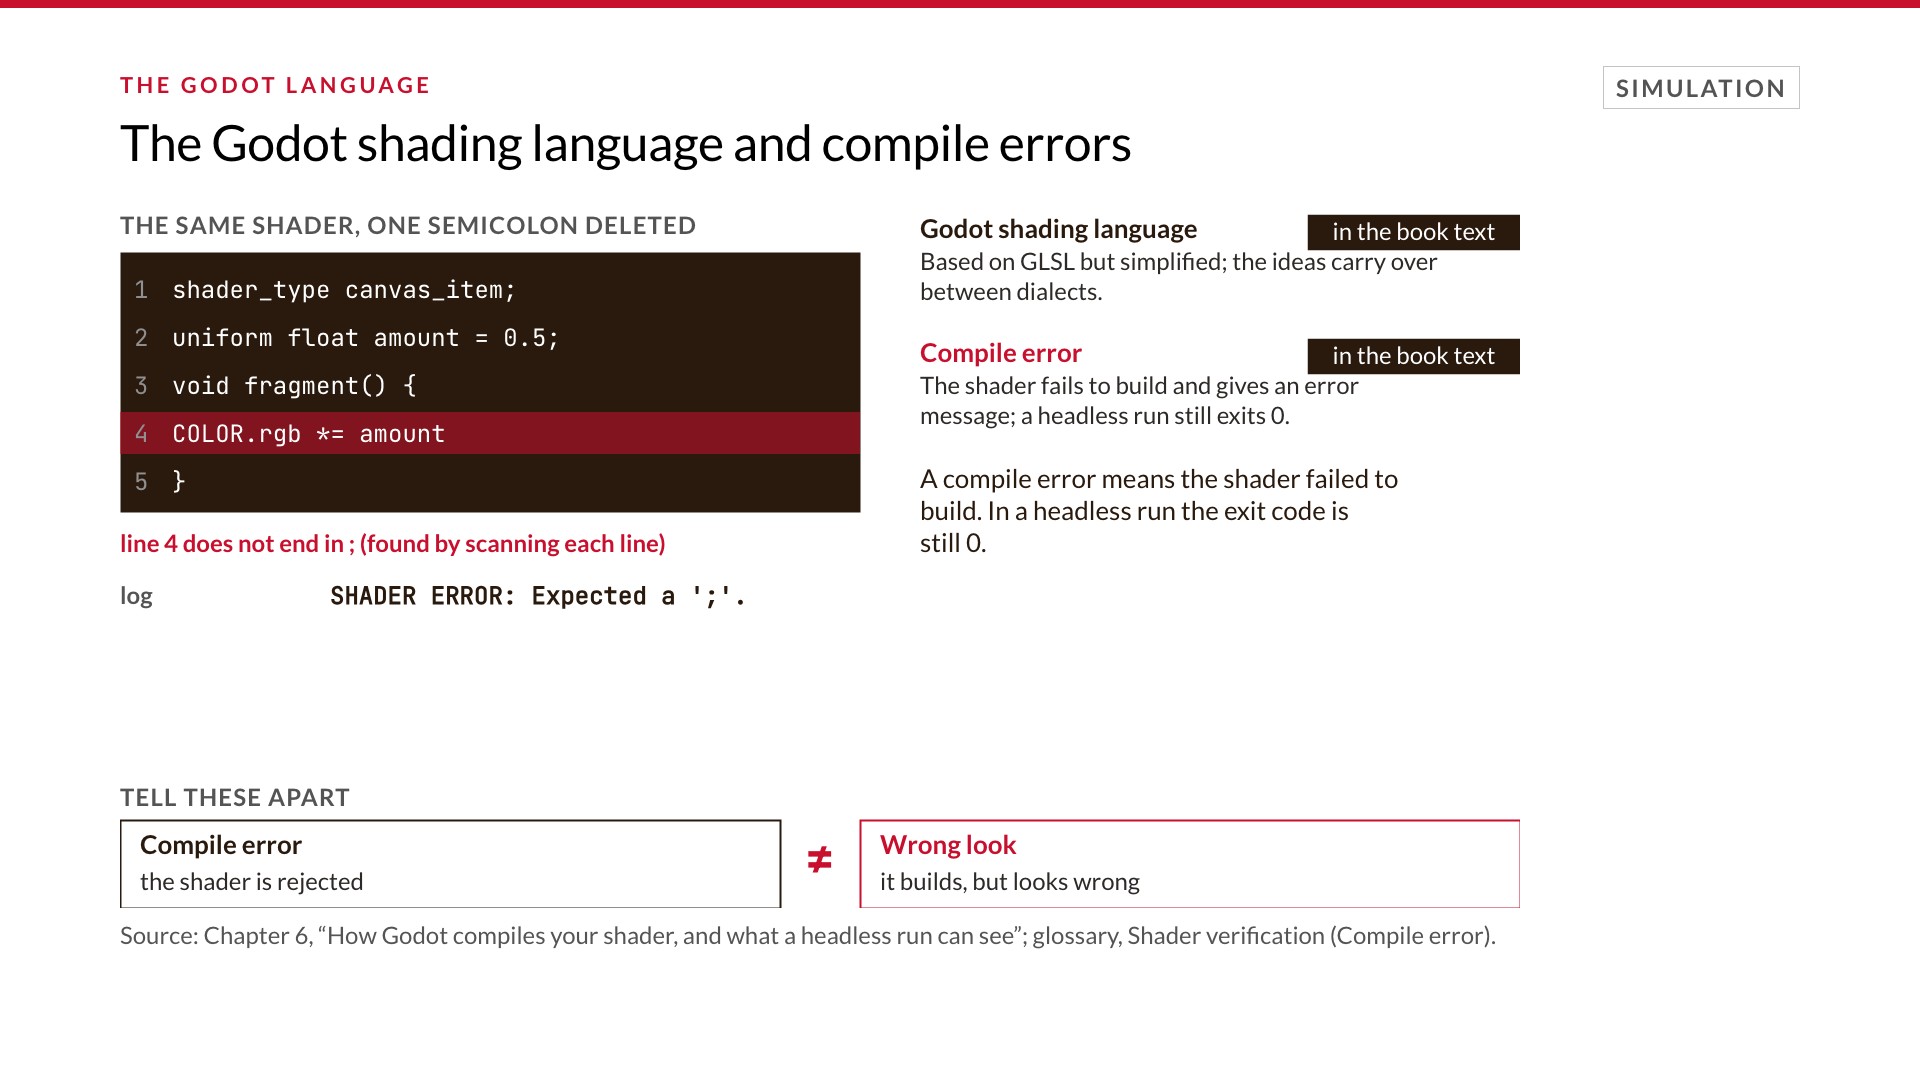 THE GODOT LANGUAGE
SIMULATION
The Godot shading language and compile errors
THE SAME SHADER, ONE SEMICOLON DELETED
1 shader_type canvas_item;
2 uniform float amount = 0.5;
3 void fragment() {
4 COLOR.rgb *= amount
5 }
line 4 does not end in ; (found by scanning each line)
log SHADER ERROR: Expected a ';'.
Godot shading language
in the book text
Based on GLSL but simplified; the ideas carry over
between dialects.
Compile error
in the book text
The shader fails to build and gives an error
message; a headless run still exits 0.
A compile error means the shader failed to
build. In a headless run the exit code is
still 0.
TELL THESE APART
Compile error
the shader is rejected
≠
Wrong look
it builds, but looks wrong
Source: Chapter 6, “How Godot compiles your shader, and what a headless run can see”; glossary, Shader verification (Compile error).